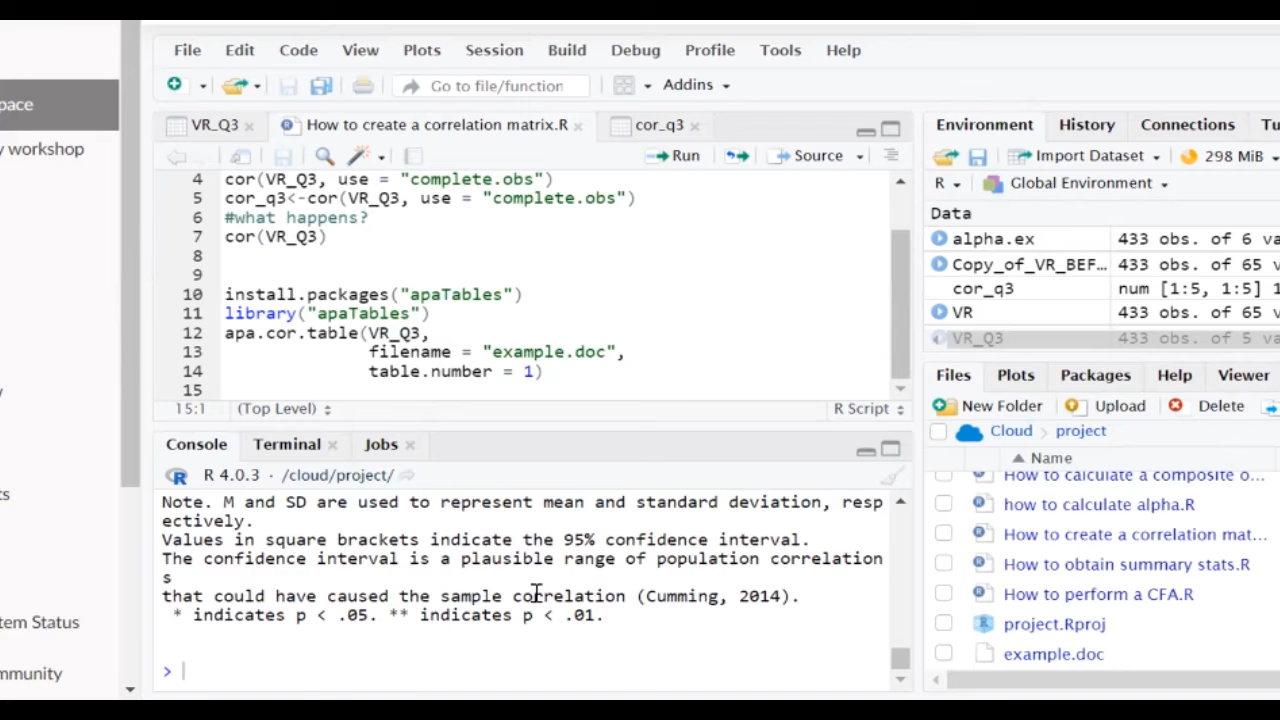 File Edit Code View Plots Session Build Debug Profile Tools Help
pace
Go to file/function Addins
VR_Q3 How to create a correlation matrix.R cor_q3 Environment History Connections Tu
y workshop
Run Source Import Dataset 298 MiB
4 cor(VR_Q3, use = "complete.obs")
R Global Environment
5 cor_q3<-cor(VR_Q3, use = "complete.obs")
6 #what happens?
Data
7 cor(VR_Q3)
alpha.ex 433 obs. of 6 va
8
Copy_of_VR_BEF… 433 obs. of 65 v
9
cor_q3 num [1:5, 1:5] 1
10 install.packages("apaTables")
11 library("apaTables")
VR 433 obs. of 65 v
12 apa.cor.table(VR_Q3,
VR_Q3 433 obs. of 5 va
13 filename = "example.doc",
14 table.number = 1)
15
Files Plots Packages Help Viewer
15:1 (Top Level) R Script
New Folder Upload Delete
Cloud project
Console Terminal Jobs
Name
R 4.0.3 · /cloud/project/
How to calculate a composite o…
ts
Note. M and SD are used to represent mean and standard deviation, resp
how to calculate alpha.R
ectively.
Values in square brackets indicate the 95% confidence interval.
How to create a correlation mat…
The confidence interval is a plausible range of population correlation
How to obtain summary stats.R
s
that could have caused the sample correlation (Cumming, 2014).
How to perform a CFA.R
* indicates p < .05. ** indicates p < .01.
tem Status
project.Rproj
example.doc
mmunity
>